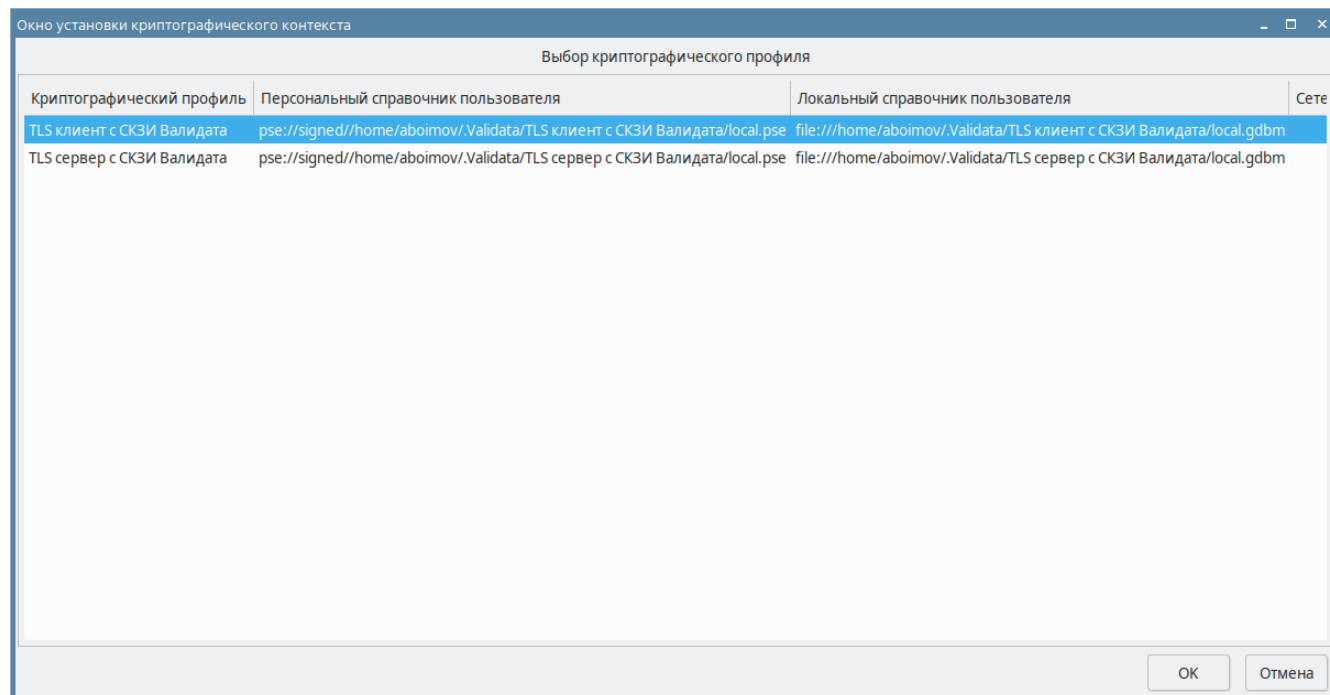 Окно установки криптографического контекста
Выбор криптографического профиля
Криптографический профиль Персональный справочник пользователя Локальный справочник пользователя Сете
TLS клиент с СКЗИ Валидата pse://signed//home/aboimov/.Validata/TLS клиент с СКЗИ Валидата/local.pse file:///home/aboimov/.Validata/TLS клиент с СКЗИ Валидата/local.gdbm
TLS сервер с СКЗИ Валидата pse://signed//home/aboimov/.Validata/TLS сервер с СКЗИ Валидата/local.pse file:///home/aboimov/.Validata/TLS сервер с СКЗИ Валидата/local.gdbm
OK Отмена